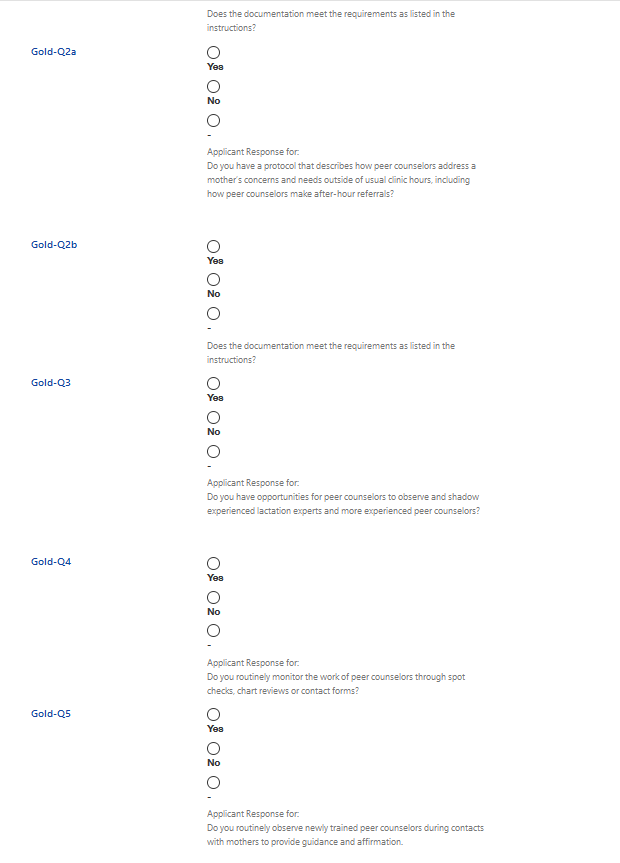 Does the documentation meet the requirements as listed in the
instructions?
Gold-Q2a
Yes
No
-
Applicant Response for:
Do you have a protocol that describes how peer counselors address a
mother's concerns and needs outside of usual clinic hours, including
how peer counselors make after-hour referrals?
Gold-Q2b
Yes
No
-
Does the documentation meet the requirements as listed in the
instructions?
Gold-Q3
Yes
No
-
Applicant Response for:
Do you have opportunities for peer counselors to observe and shadow
experienced lactation experts and more experienced peer counselors?
Gold-Q4
Yes
No
-
Applicant Response for:
Do you routinely monitor the work of peer counselors through spot
checks, chart reviews or contact forms?
Gold-Q5
Yes
No
-
Applicant Response for:
Do you routinely observe newly trained peer counselors during contacts
with mothers to provide guidance and affirmation.